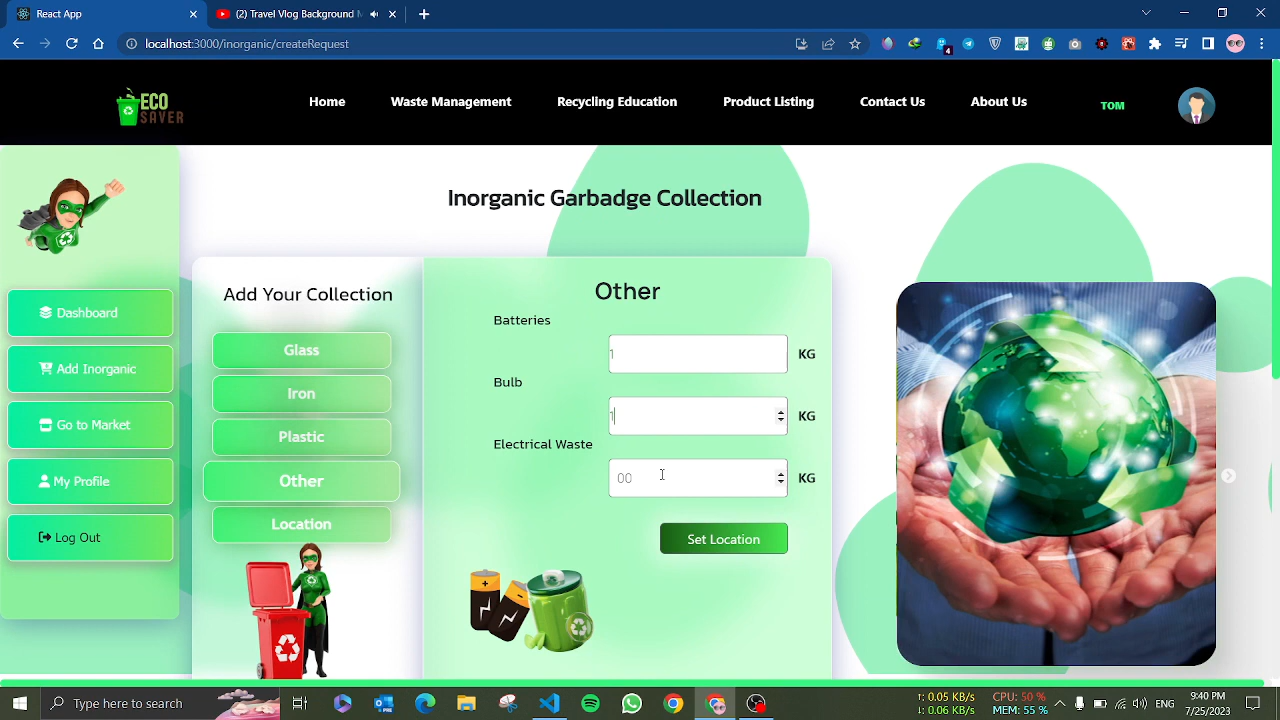 React App
(2) Travel Vlog Background M
localhost:3000/inorganic/createRequest
4
ECO
SAVER
Home
Waste Management
Recycling Education
Product Listing
Contact Us
About Us
TOM
Inorganic Garbadge Collection
Dashboard
Add Inorganic
Go to Market
My Profile
Log Out
Add Your Collection
Glass
Iron
Plastic
Other
Location
Other
Batteries
1
KG
Bulb
1
KG
Electrical Waste
00
KG
Set Location
Type here to search
↑: 0.05 KB/s
↓: 0.06 KB/s
CPU: 50 %
MEM: 55 %
9:40 PM
7/25/2023